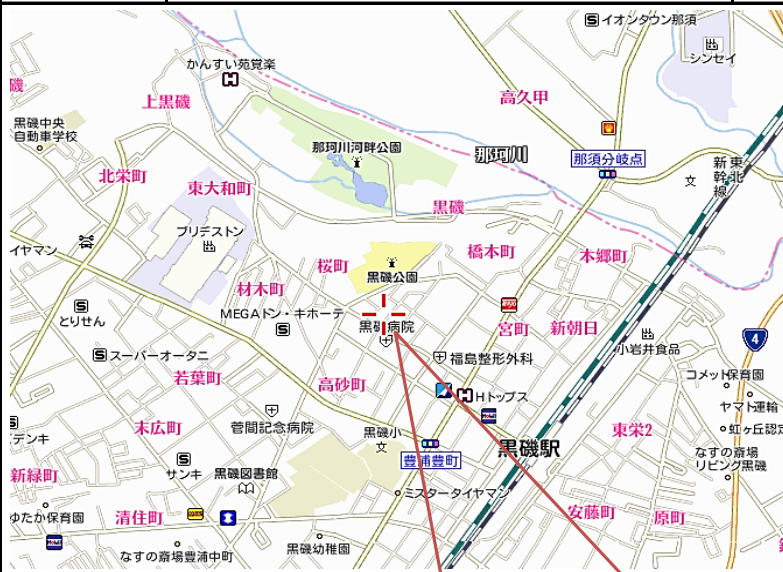 イオンタウン那須
シンセイ
かんすい苑覚楽
磯
上黒磯
高久甲
黒磯中央
自動車学校
那珂川河畔公園
那珂川
那須分岐点
東北
新幹線
文
北栄町
東大和町
黒磯
ブリヂストン
イヤマン
桜町
黒磯公園
橋本町
本郷町
材木町
MEGAドン・キホーテ
とりせん
黒磯病院
宮町
新朝日
小岩井食品
4
スーパーオータニ
福島整形外科
若葉町
高砂町
Hトップス
コメット保育園
ヤマト運輸
末広町
菅間記念病院
黒磯小
文
豊浦豊町
黒磯駅
東栄2
虹ヶ丘認定
デンキ
サンキ
黒磯図書館
なすの斎場
リビング黒磯
新緑町
ミスタータイヤマン
ゆたか保育園
清住町
安藤町
原町
なすの斎場豊浦中町
黒磯幼稚園